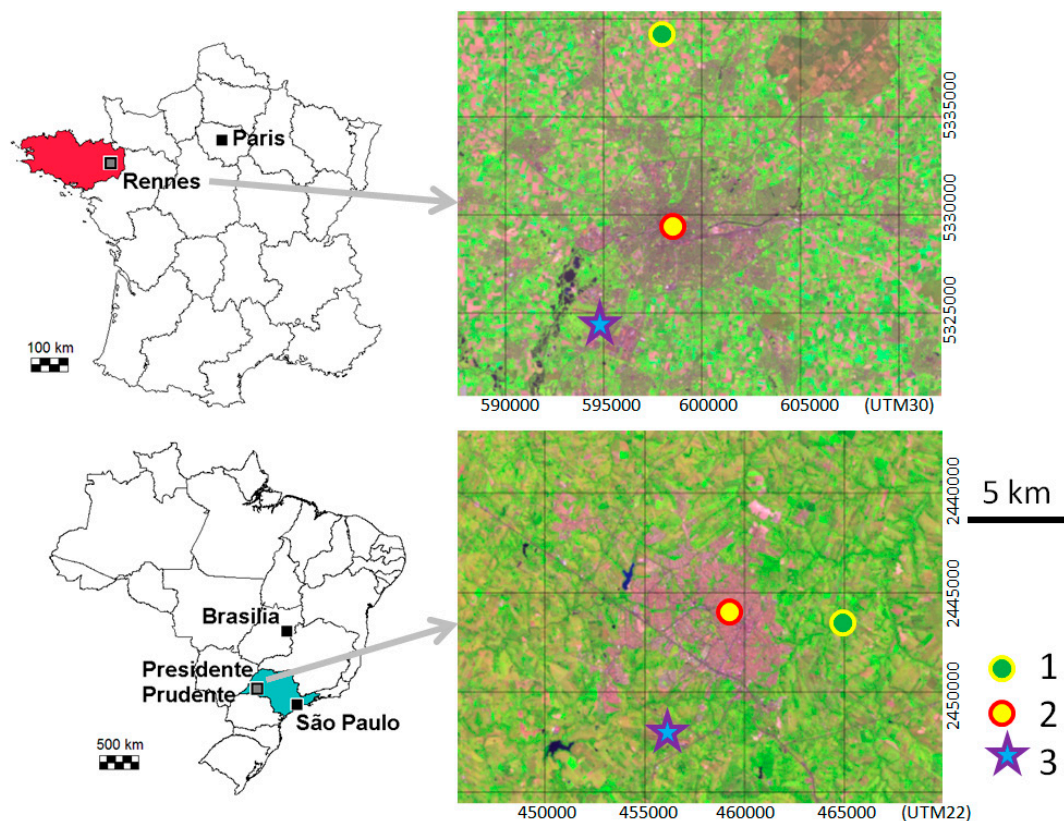 Paris
Rennes
100 km
5335000
5330000
5325000
590000 595000 600000 605000 (UTM30)
Brasilia
Presidente
Prudente
São Paulo
500 km
2440000
2445000
2450000
450000 455000 460000 465000 (UTM22)
5 km
1
2
3